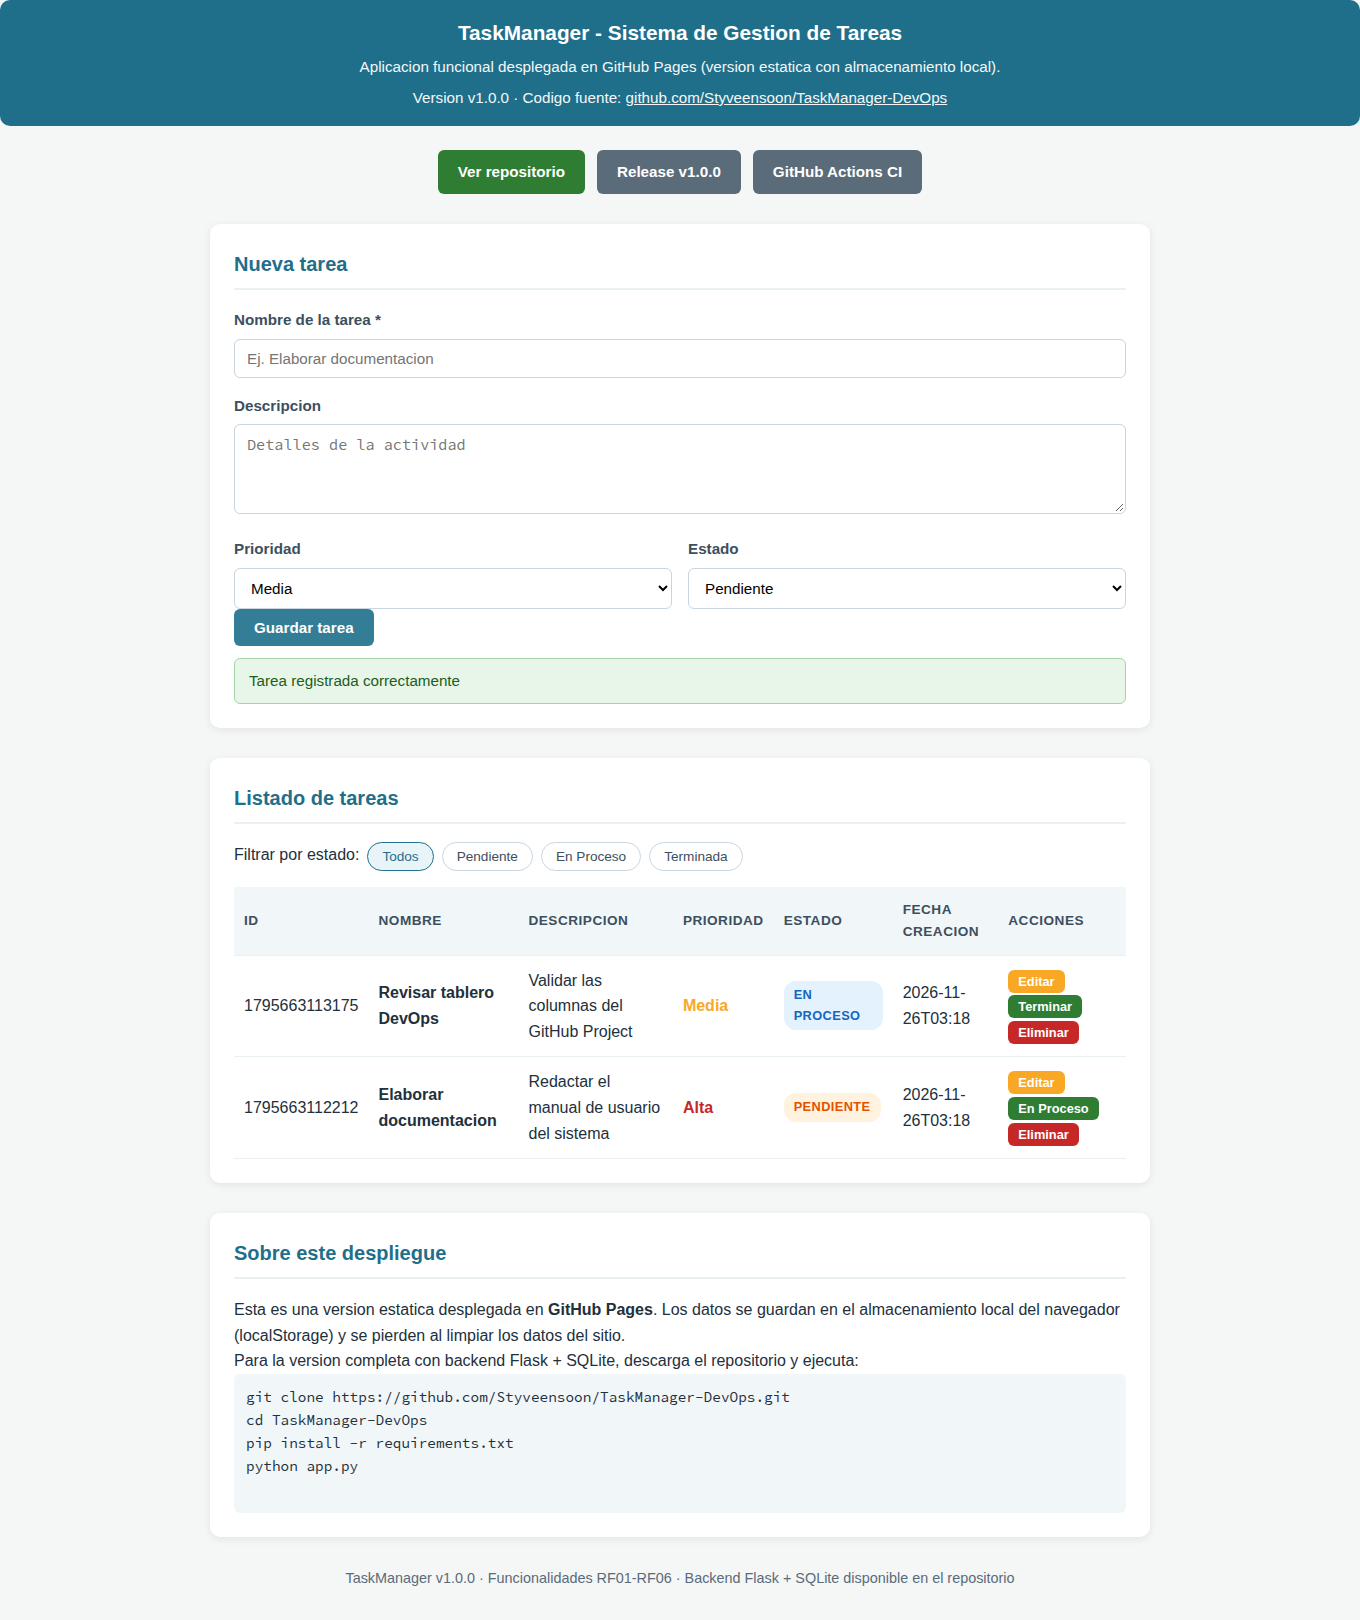 TaskManager - Sistema de Gestion de Tareas
Aplicacion funcional desplegada en GitHub Pages (version estatica con almacenamiento local).
Version v1.0.0 · Codigo fuente: github.com/Styveensoon/TaskManager-DevOps
Ver repositorio
Release v1.0.0
GitHub Actions CI
Nueva tarea
Nombre de la tarea *
Ej. Elaborar documentacion
Descripcion
Detalles de la actividad
Prioridad
Estado
Media
Pendiente
Guardar tarea
Tarea registrada correctamente
Listado de tareas
Filtrar por estado: Todos Pendiente En Proceso Terminada
ID NOMBRE DESCRIPCION PRIORIDAD ESTADO FECHA CREACION ACCIONES
1795663113175
Revisar tablero
DevOps
Validar las
columnas del
GitHub Project
Media
EN
PROCESO
2026-11-
26T03:18
Editar
Terminar
Eliminar
1795663112212
Elaborar
documentacion
Redactar el
manual de usuario
del sistema
Alta
PENDIENTE
2026-11-
26T03:18
Editar
En Proceso
Eliminar
Sobre este despliegue
Esta es una version estatica desplegada en GitHub Pages. Los datos se guardan en el almacenamiento local del navegador
(localStorage) y se pierden al limpiar los datos del sitio.
Para la version completa con backend Flask + SQLite, descarga el repositorio y ejecuta:
git clone https://github.com/Styveensoon/TaskManager-DevOps.git
cd TaskManager-DevOps
pip install -r requirements.txt
python app.py
TaskManager v1.0.0 · Funcionalidades RF01-RF06 · Backend Flask + SQLite disponible en el repositorio